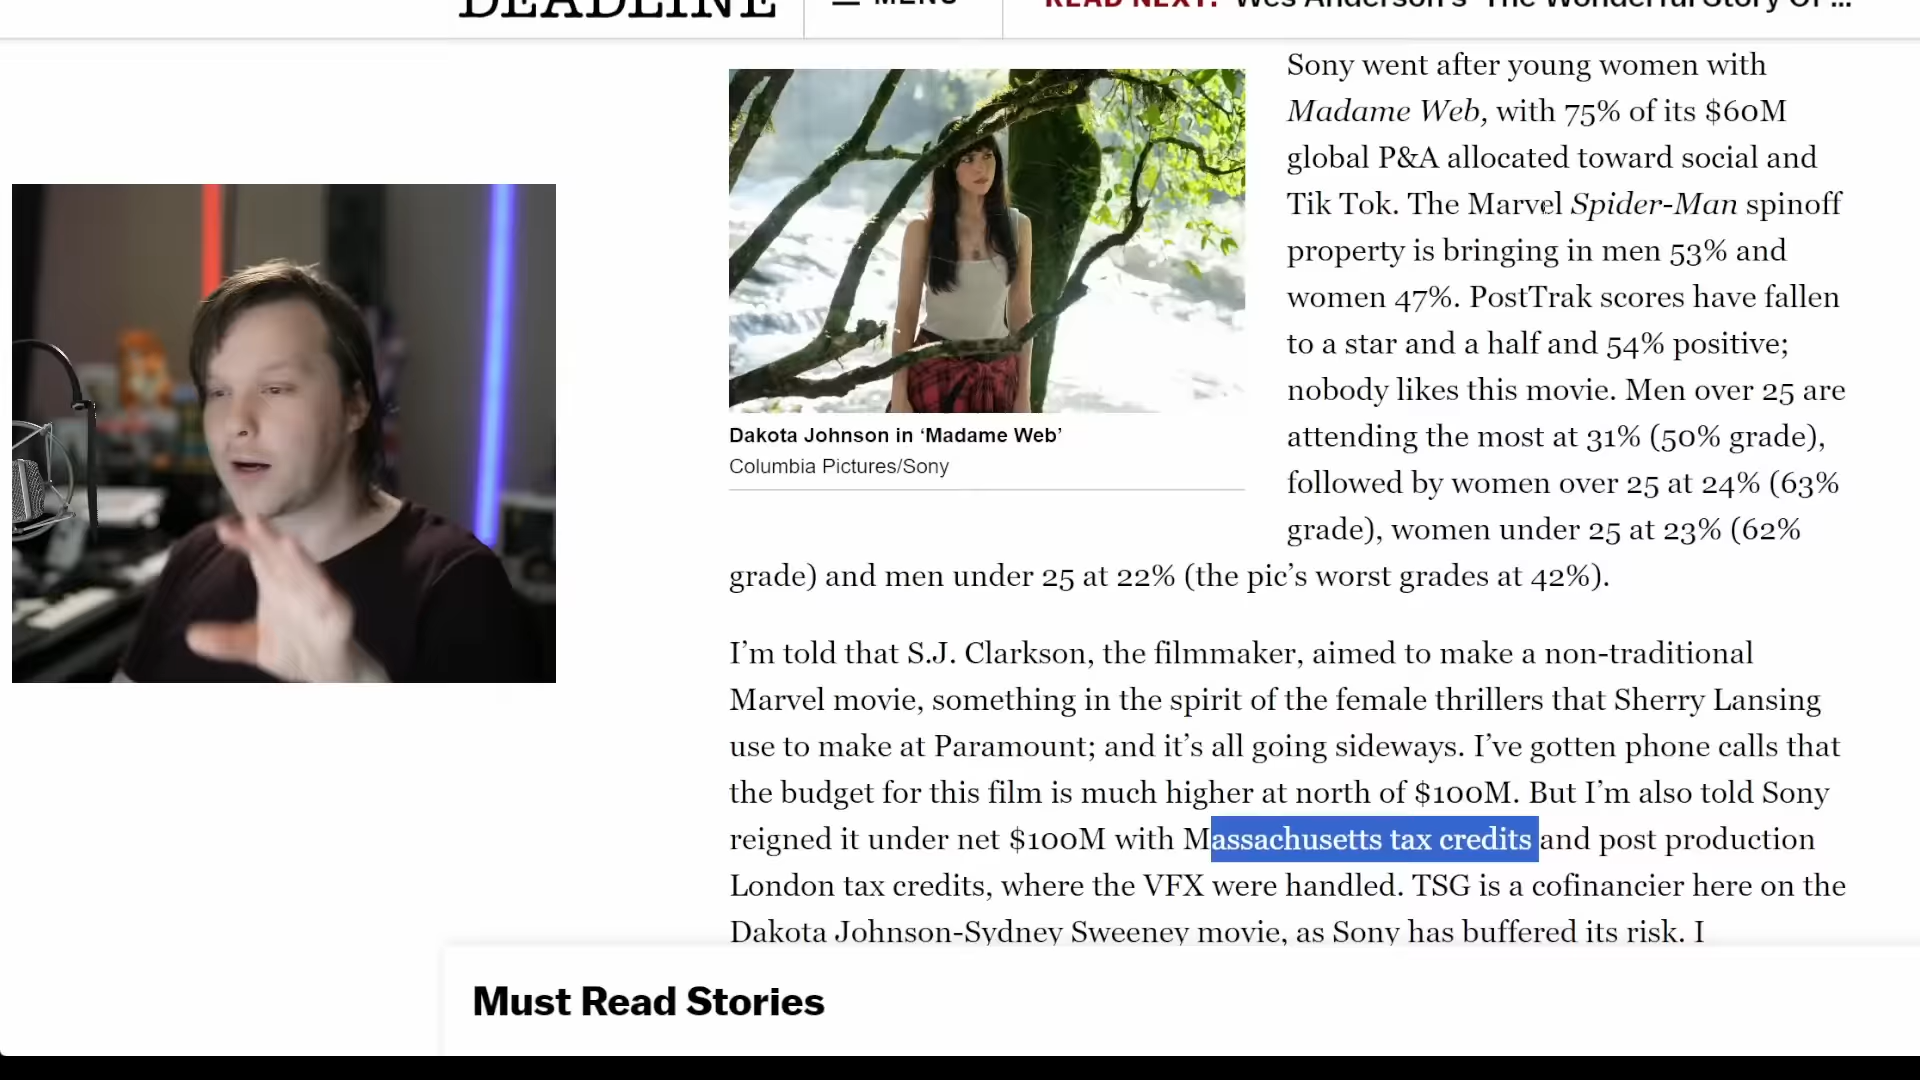 DEADLINE
MENU
READ NEXT: Wes Anderson's 'The Wonderful Story Of ...
Sony went after young women with
Madame Web, with 75% of its $60M
global P&A allocated toward social and
Tik Tok. The Marvel Spider-Man spinoff
property is bringing in men 53% and
women 47%. PostTrak scores have fallen
to a star and a half and 54% positive;
nobody likes this movie. Men over 25 are
attending the most at 31% (50% grade),
followed by women over 25 at 24% (63%
grade), women under 25 at 23% (62%
grade) and men under 25 at 22% (the pic’s worst grades at 42%).
Dakota Johnson in ‘Madame Web’
Columbia Pictures/Sony
I’m told that S.J. Clarkson, the filmmaker, aimed to make a non-traditional
Marvel movie, something in the spirit of the female thrillers that Sherry Lansing
use to make at Paramount; and it’s all going sideways. I’ve gotten phone calls that
the budget for this film is much higher at north of $100M. But I’m also told Sony
reigned it under net $100M with Massachusetts tax credits and post production
London tax credits, where the VFX were handled. TSG is a cofinancier here on the
Dakota Johnson-Sydney Sweeney movie, as Sony has buffered its risk. I
Must Read Stories